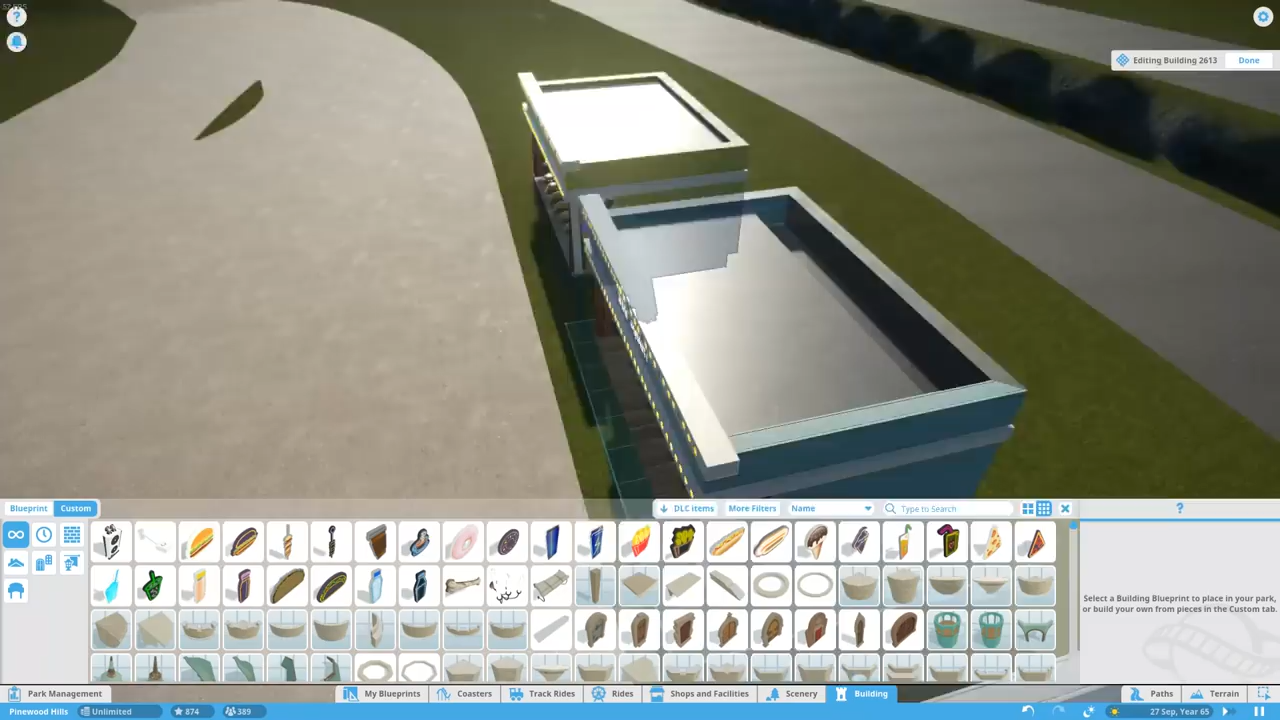 ?
Editing Building 2613 Done
Blueprint Custom DLC items More Filters Name Type to Search ?
Select a Building Blueprint to place in your park,
or build your own from pieces in the Custom tab.
Park Management My Blueprints Coasters Track Rides Rides Shops and Facilities Scenery Building Paths Terrain
Pinewood Hills Unlimited 874 389 27 Sep, Year 65